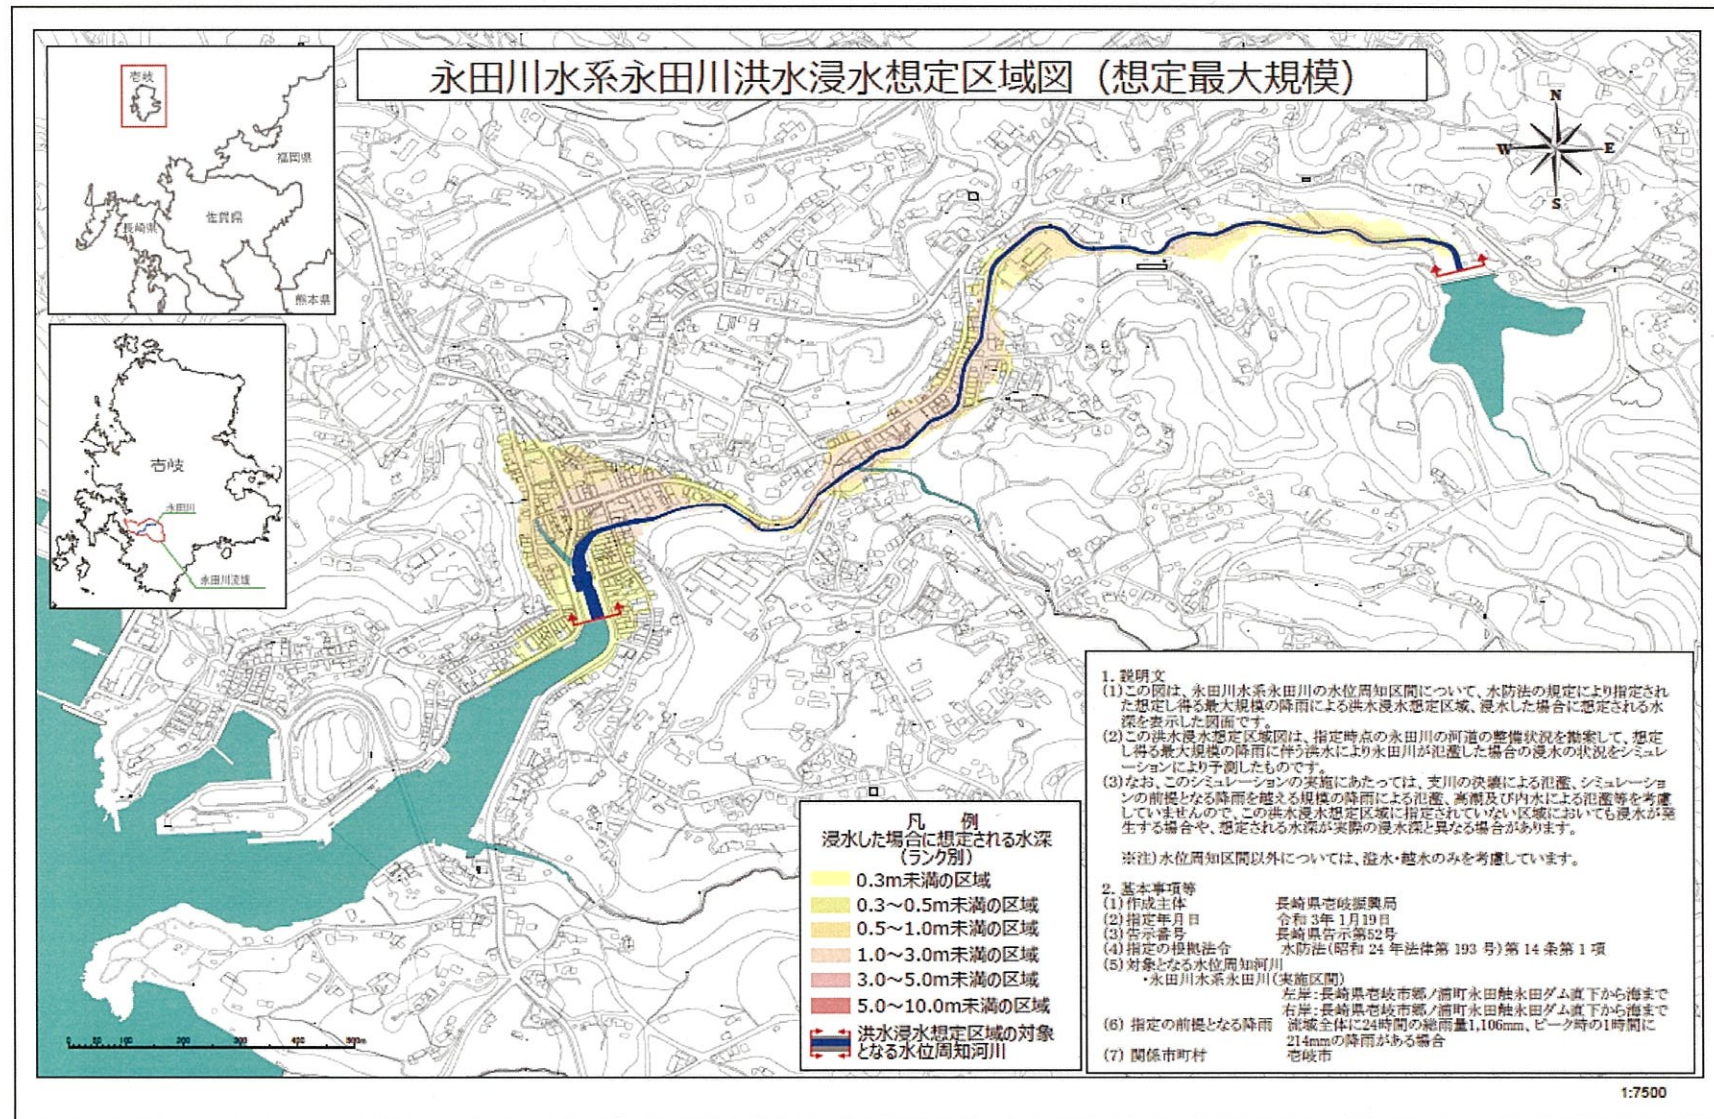 永田川水系永田川洪水浸水想定区域図（想定最大規模）
壱岐
福岡県
佐賀県
長崎県
熊本県
N
W
E
S
壱岐
永田川
永田川流域
1. 説明文
(1)この図は、永田川水系永田川の水位周知区間について、水防法の規定により指定され
た想定し得る最大規模の降雨による洪水浸水想定区域、浸水した場合に想定される水
深を表示した図面です。
(2)この洪水浸水想定区域図は、指定時点の永田川の河道の整備状況を勘案して、想定
し得る最大規模の降雨に伴う洪水により永田川が氾濫した場合の浸水の状況をシミュレ
ーションにより予測したものです。
(3)なお、このシミュレーションの実施にあたっては、支川の決壊による氾濫、シミュレーショ
ンの前提となる降雨を越える規模の降雨による氾濫、高潮及び内水による氾濫等を考慮
していませんので、この洪水浸水想定区域に指定されていない区域においても浸水が発
生する場合や、想定される水深が実際の浸水深と異なる場合があります。
※注)水位周知区間以外については、溢水・越水のみを考慮しています。
2. 基本事項等
(1)作成主体 長崎県壱岐振興局
(2)指定年月日 令和 3年 1月19日
(3)告示番号 長崎県告示第52号
(4)指定の根拠法令 水防法(昭和 24 年法律第 193 号)第 14 条第 1 項
(5)対象となる水位周知河川
・永田川水系永田川(実施区間)
左岸：長崎県壱岐市郷ノ浦町永田触永田ダム直下から海まで
右岸：長崎県壱岐市郷ノ浦町永田触永田ダム直下から海まで
(6) 指定の前提となる降雨 流域全体に24時間の総雨量1,106mm、ピーク時の1時間に
214mmの降雨がある場合
(7) 関係市町村 壱岐市
凡 例
浸水した場合に想定される水深
(ランク別)
0.3m未満の区域
0.3～0.5m未満の区域
0.5～1.0m未満の区域
1.0～3.0m未満の区域
3.0～5.0m未満の区域
5.0～10.0m未満の区域
洪水浸水想定区域の対象
となる水位周知河川
0 50 100 200 300 400 500m
1:7500